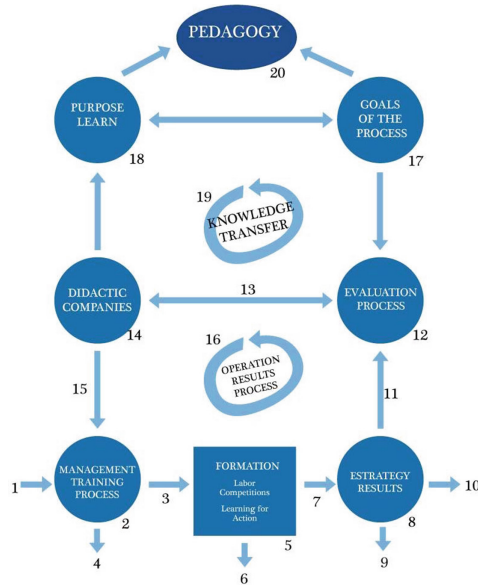 PEDAGOGY
20
PURPOSE
LEARN
18
GOALS
OF THE
PROCESS
17
19
KNOWLEDGE
TRANSFER
DIDACTIC
COMPANIES
14
13
EVALUATION
PROCESS
12
16
OPERATION
RESULTS
PROCESS
15
11
1
MANAGEMENT
TRAINING
PROCESS
2
3
4
FORMATION
Labor
Competitions
Learning for
Action
5
6
7
ESTRATEGY
RESULTS
8
9
10